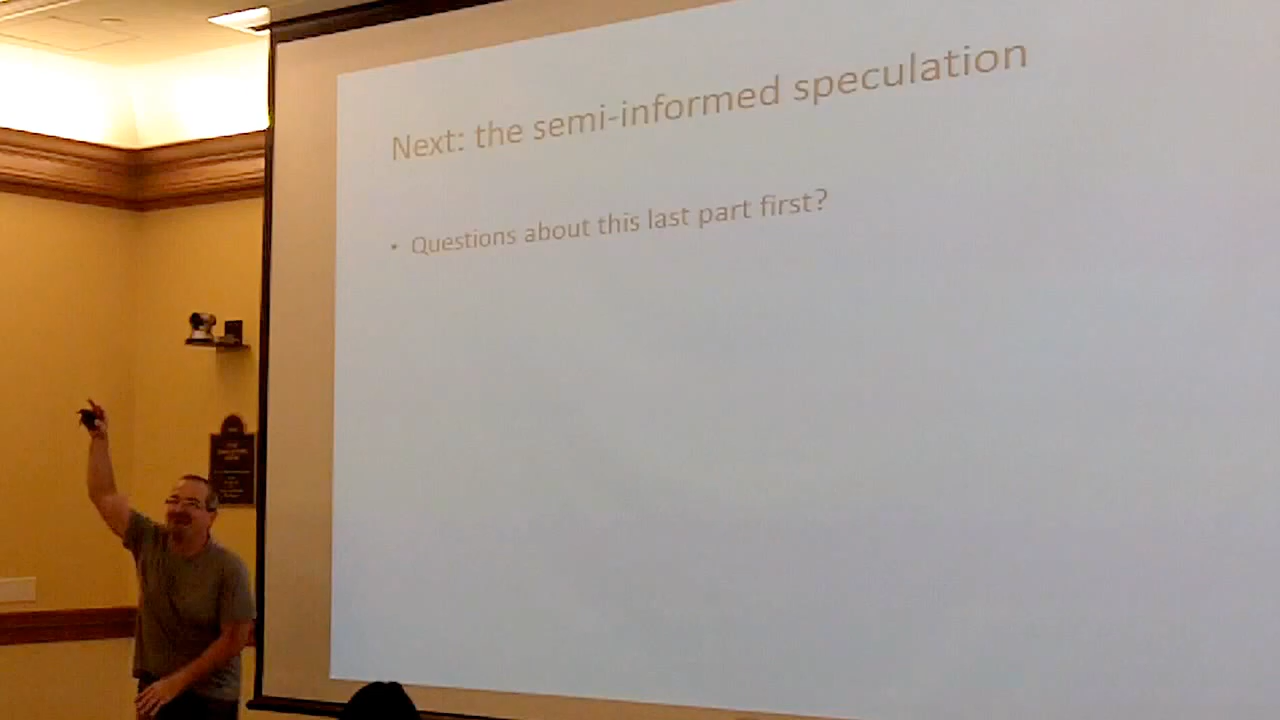 Next: the semi-informed speculation
• Questions about this last part first?